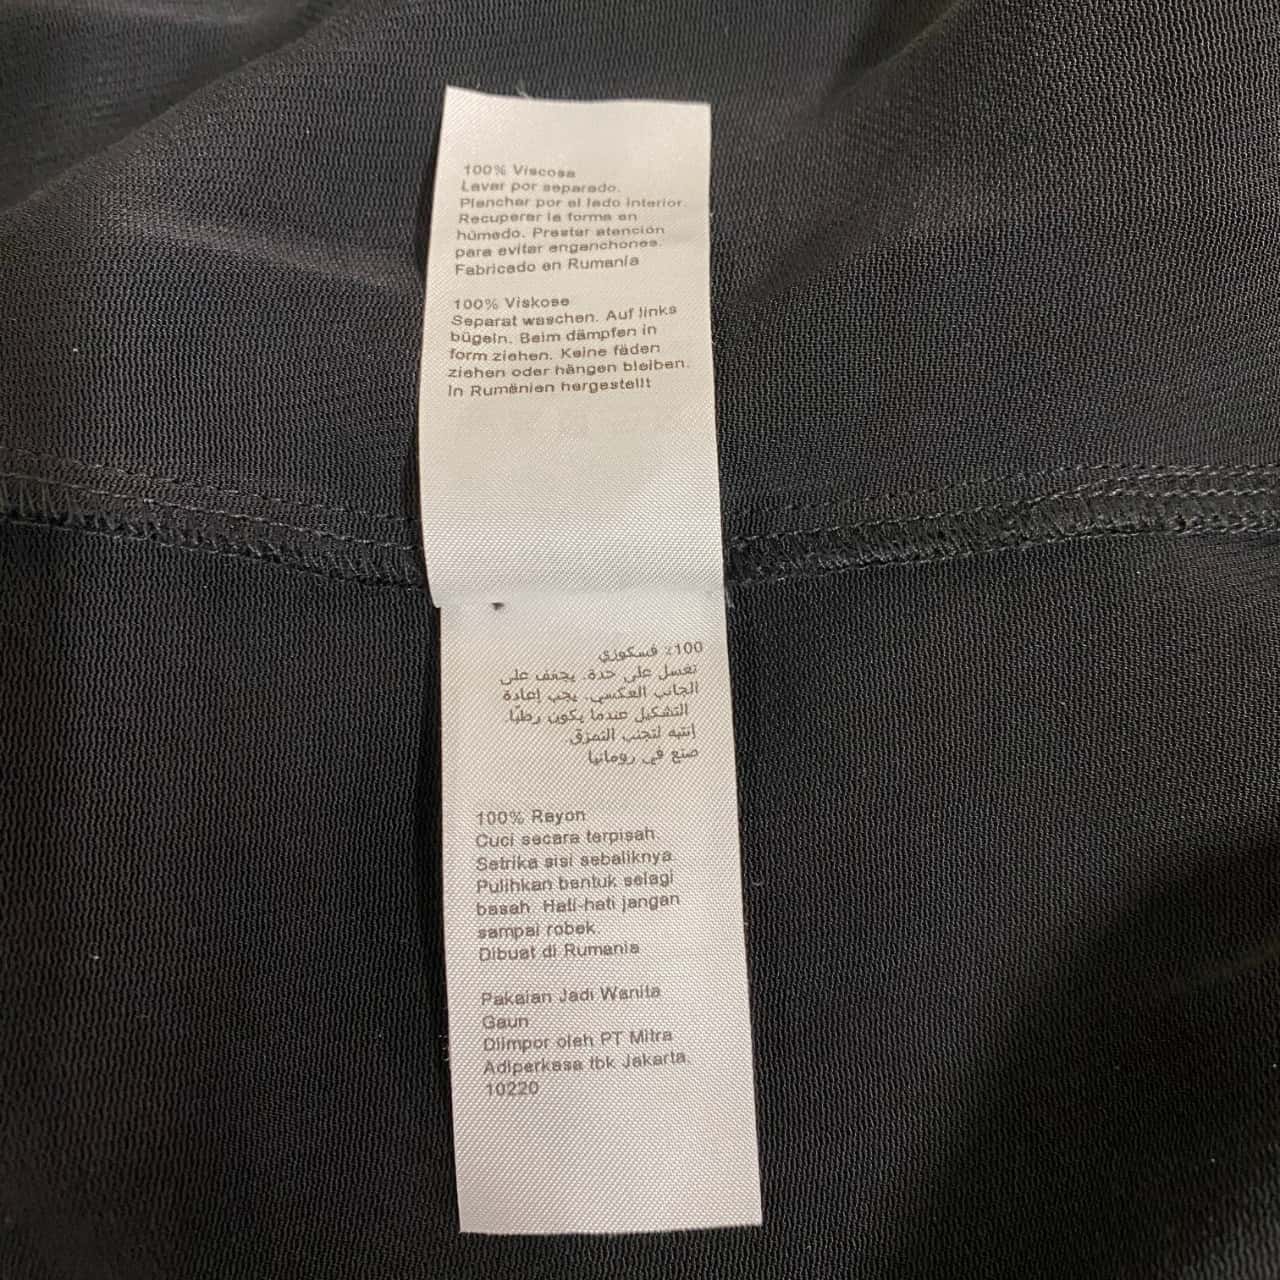 100% Viscosa
Lavar por separado.
Planchar por el lado interior.
Recuperar la forma en
húmedo. Prestar atención
para evitar enganchones.
Fabricado en Rumanía
100% Viskose
Separat waschen. Auf links
bügeln. Beim dämpfen in
form ziehen. Keine fäden
ziehen oder hängen bleiben.
In Rumänien hergestellt
100٪ فسكوزي
تغسل على حدة. يجفف على
الجانب العكسي. يجب إعادة
التشكيل عندما يكون رطبًا.
إنتبه لتجنب التمزق.
صنع في رومانيا
100% Rayon
Cuci secara terpisah.
Setrika sisi sebaliknya.
Pulihkan bentuk selagi
basah. Hati-hati jangan
sampai robek.
Dibuat di Rumania
Pakaian Jadi Wanita
Gaun
Diimpor oleh PT Mitra
Adiperkasa tbk Jakarta.
10220